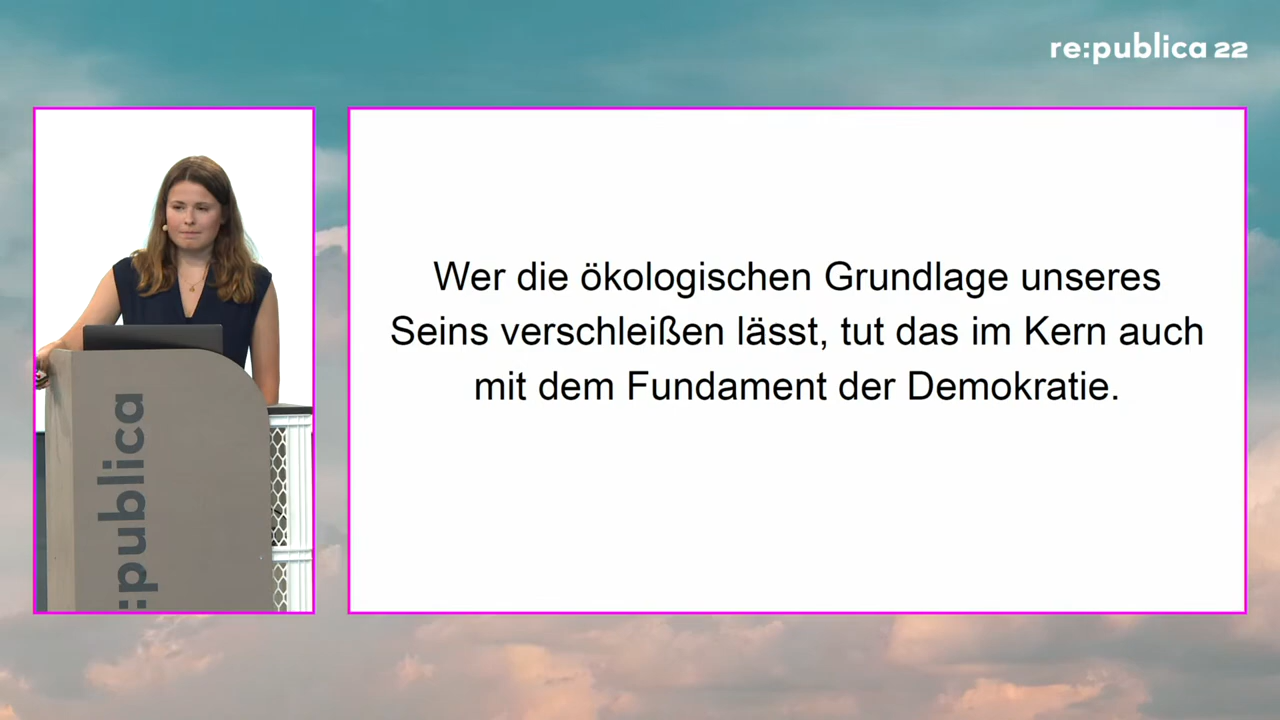 re:publica 22
Wer die ökologischen Grundlage unseres
Seins verschleißen lässt, tut das im Kern auch
mit dem Fundament der Demokratie.
:publica